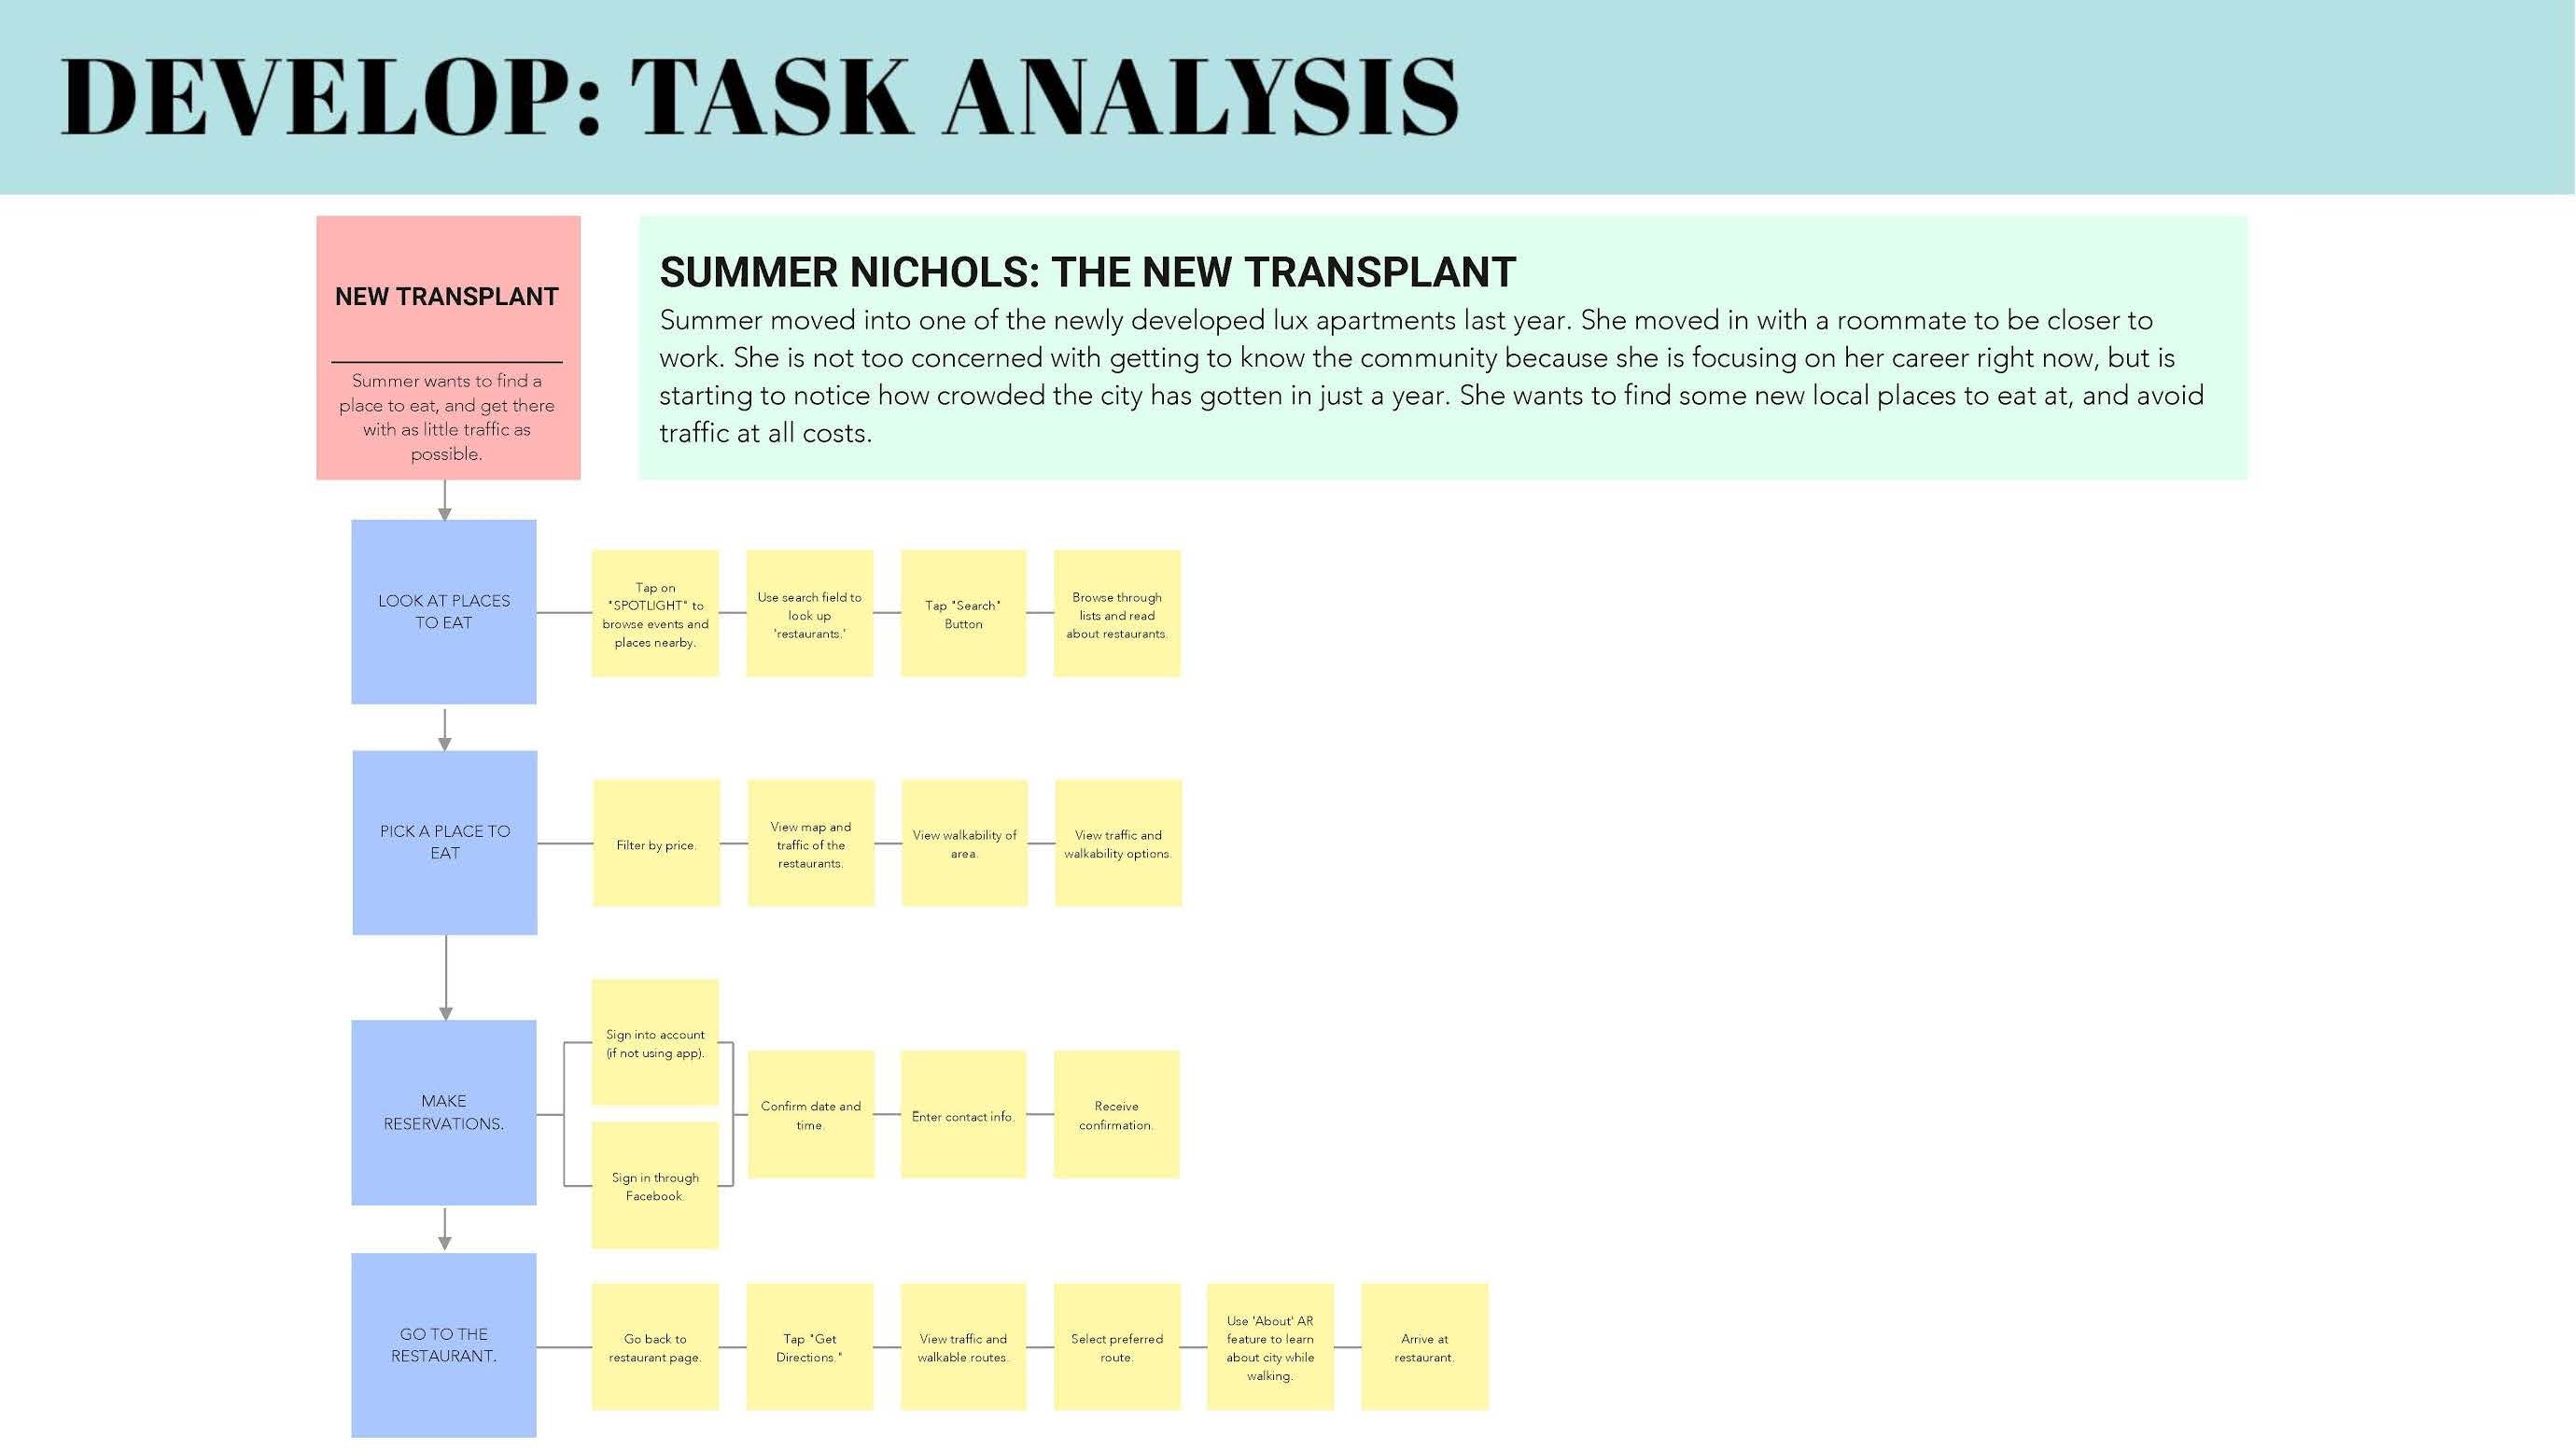 DEVELOP: TASK ANALYSIS
NEW TRANSPLANT
Summer wants to find a
place to eat, and get there
with as little traffic as
possible.
SUMMER NICHOLS: THE NEW TRANSPLANT
Summer moved into one of the newly developed lux apartments last year. She moved in with a roommate to be closer to
work. She is not too concerned with getting to know the community because she is focusing on her career right now, but is
starting to notice how crowded the city has gotten in just a year. She wants to find some new local places to eat at, and avoid
traffic at all costs.
LOOK AT PLACES
TO EAT
Tap on
"SPOTLIGHT" to
browse events and
places nearby.
Use search field to
look up
'restaurants.'
Tap "Search"
Button
Browse through
lists and read
about restaurants.
PICK A PLACE TO
EAT
Filter by price.
View map and
traffic of the
restaurants.
View walkability of
area.
View traffic and
walkability options.
MAKE
RESERVATIONS.
Sign into account
(if not using app).
Sign in through
Facebook.
Confirm date and
time.
Enter contact info.
Receive
confirmation.
GO TO THE
RESTAURANT.
Go back to
restaurant page.
Tap "Get
Directions."
View traffic and
walkable routes.
Select preferred
route.
Use 'About' AR
feature to learn
about city while
walking.
Arrive at
restaurant.